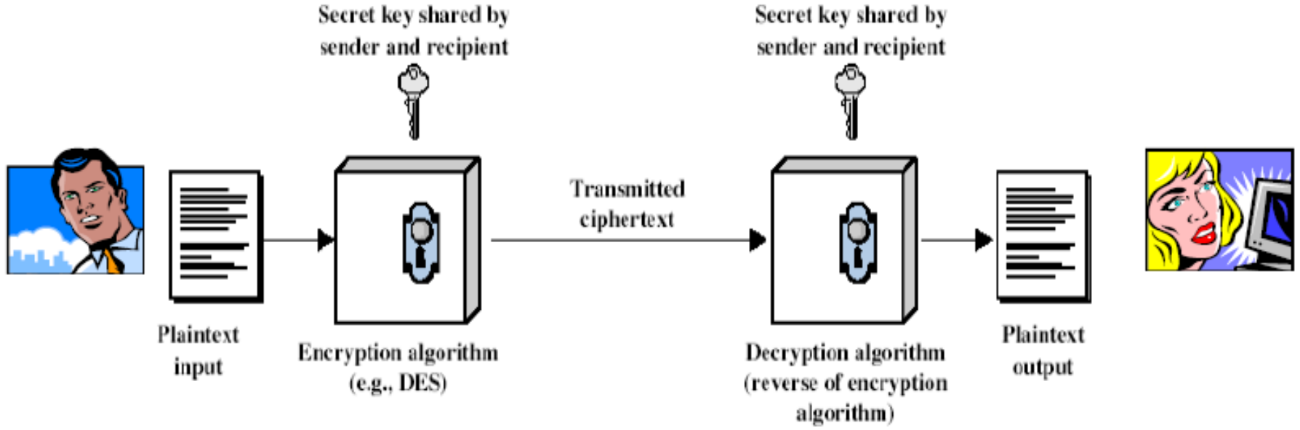 Secret key shared by
sender and recipient
Secret key shared by
sender and recipient
Transmitted
ciphertext
Plaintext
input
Encryption algorithm
(e.g., DES)
Decryption algorithm
(reverse of encryption
algorithm)
Plaintext
output